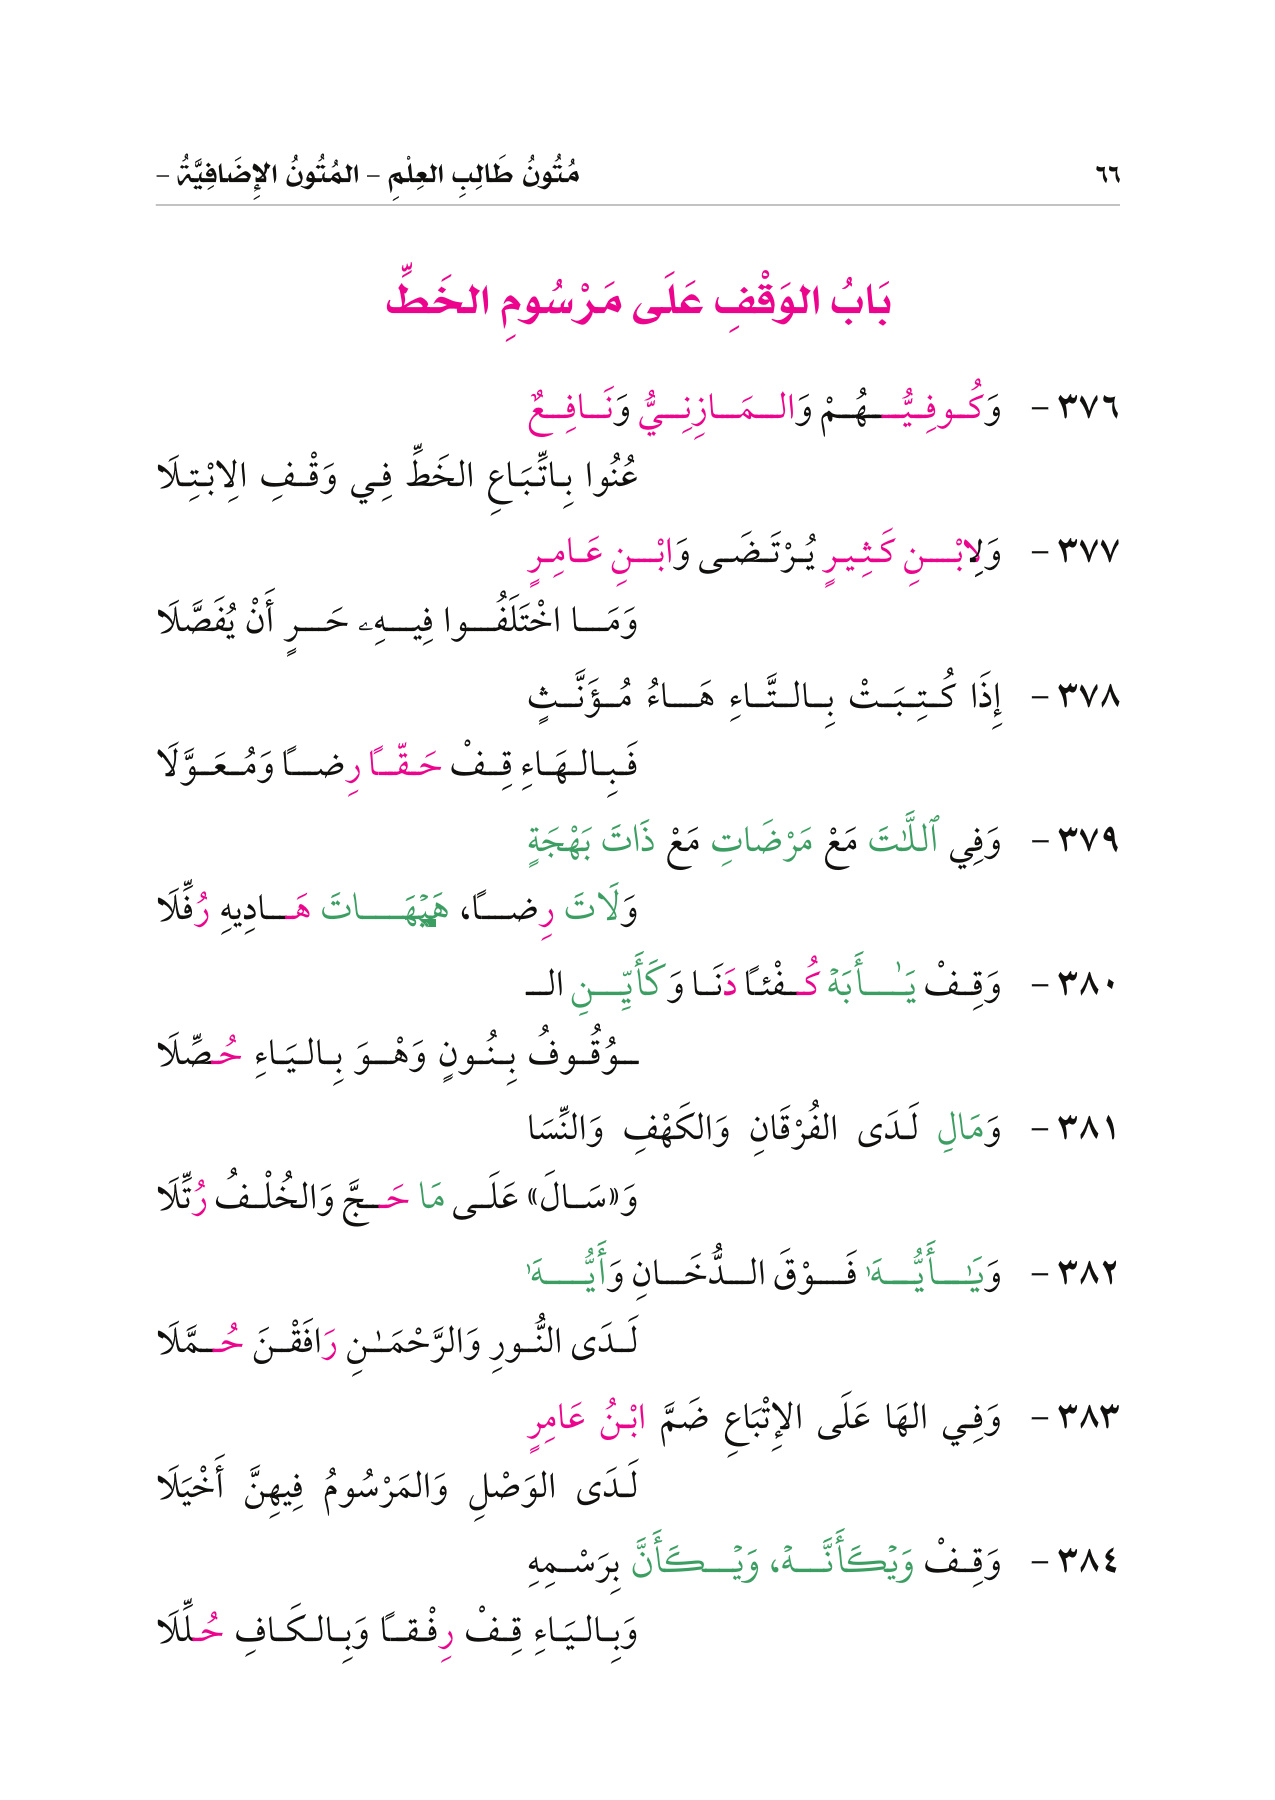 ٦٦ مُتُونُ طَالِبِ العِلْمِ – المُتُونُ الإِضَافِيَّةُ –
بَابُ الوَقْفِ عَلَى مَرْسُومِ الخَطِّ
٣٧٦ – وَكُوفِيُّهُمْ وَالمَازِنِيُّ وَنَافِعٌ
عُنُوا بِاتِّبَاعِ الخَطِّ فِي وَقْفِ الِابْتِلَا
٣٧٧ – وَلِابْنِ كَثِيرٍ يُرْتَضَى وَابْنِ عَامِرٍ
وَمَا اخْتَلَفُوا فِيهِۦ حَرٍ أَنْ يُفَصَّلَا
٣٧٨ – إِذَا كُتِبَتْ بِالتَّاءِ هَاءُ مُؤَنَّثٍ
فَبِالهَاءِ قِفْ حَقًّا رِضًا وَمُعَوَّلَا
٣٧٩ – وَفِي ٱللَّـٰتَ مَعْ مَرْضَاتِ مَعْ ذَاتَ بَهْجَةٍ
وَلَاتَ رِضًا، هَيْهَاتَ هَادِيهِ رُفِّلَا
٣٨٠ – وَقِفْ يَـٰأَبَهْ كُفْئًا دَنَا وَكَأَيِّنِ الـ
ـوُقُوفُ بِنُونٍ وَهْوَ بِاليَاءِ حُصِّلَا
٣٨١ – وَمَالِ لَدَى الفُرْقَانِ وَالكَهْفِ وَالنِّسَا
وَ«سَالَ» عَلَى مَا حَجَّ وَالخُلْفُ رُتِّلَا
٣٨٢ – وَيَـٰأَيُّهَ ٰ فَوْقَ الدُّخَانِ وَأَيُّهَ ٰ
لَدَى النُّورِ وَالرَّحْمَـٰنِ رَافَقْنَ حُمَّلَا
٣٨٣ – وَفِي الهَا عَلَى الإِتْبَاعِ ضَمَّ ابْنُ عَامِرٍ
لَدَى الوَصْلِ وَالمَرْسُومُ فِيهِنَّ أَخْيَلَا
٣٨٤ – وَقِفْ وَيْكَأَنَّهْ، وَيْكَأَنَّ بِرَسْمِهِ
وَبِاليَاءِ قِفْ رِفْقًا وَبِالكَافِ حُلِّلَا